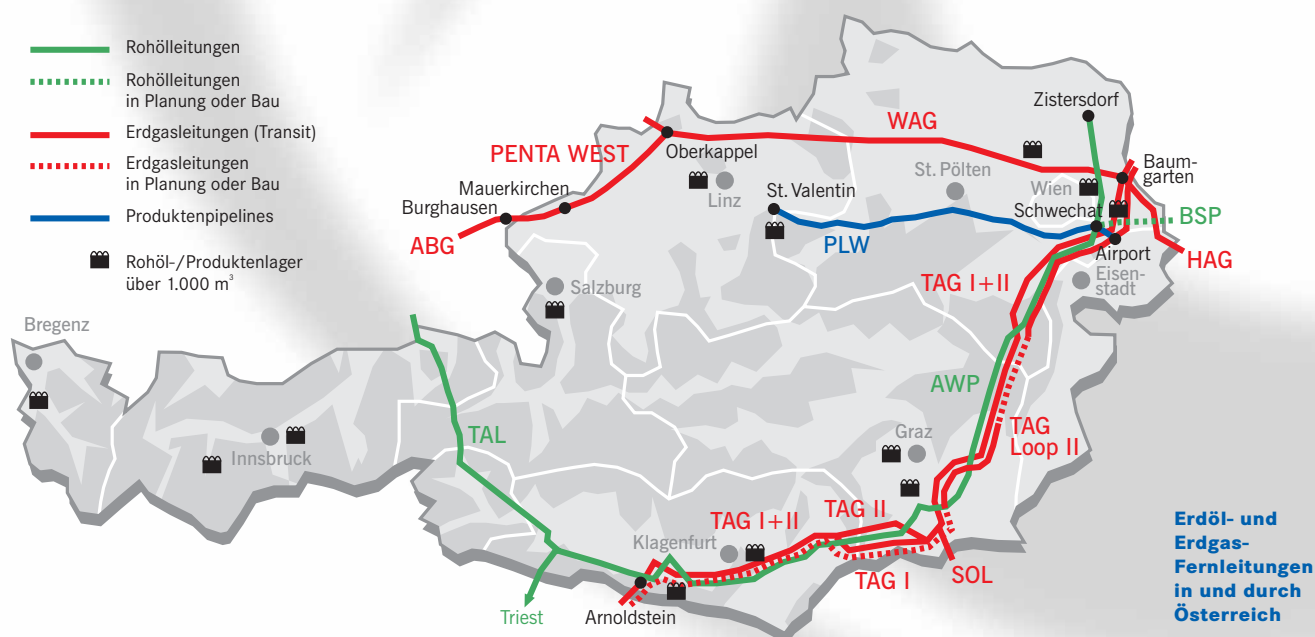 Rohölleitungen
Rohölleitungen
in Planung oder Bau
Erdgasleitungen (Transit)
Erdgasleitungen
in Planung oder Bau
Produktenpipelines
Rohöl-/Produktenlager
über 1.000 m³
Zistersdorf
WAG
PENTA WEST
Oberkappel
Baum-
garten
Mauerkirchen
Burghausen
Linz
St. Valentin
St. Pölten
Wien
Schwechat
BSP
ABG
PLW
Airport
HAG
Eisen-
stadt
TAG I+II
Salzburg
Bregenz
AWP
TAL
Graz
TAG
Loop II
Innsbruck
TAG II
TAG I+II
Klagenfurt
TAG I
SOL
Triest
Arnoldstein
Erdöl- und
Erdgas-
Fernleitungen
in und durch
Österreich